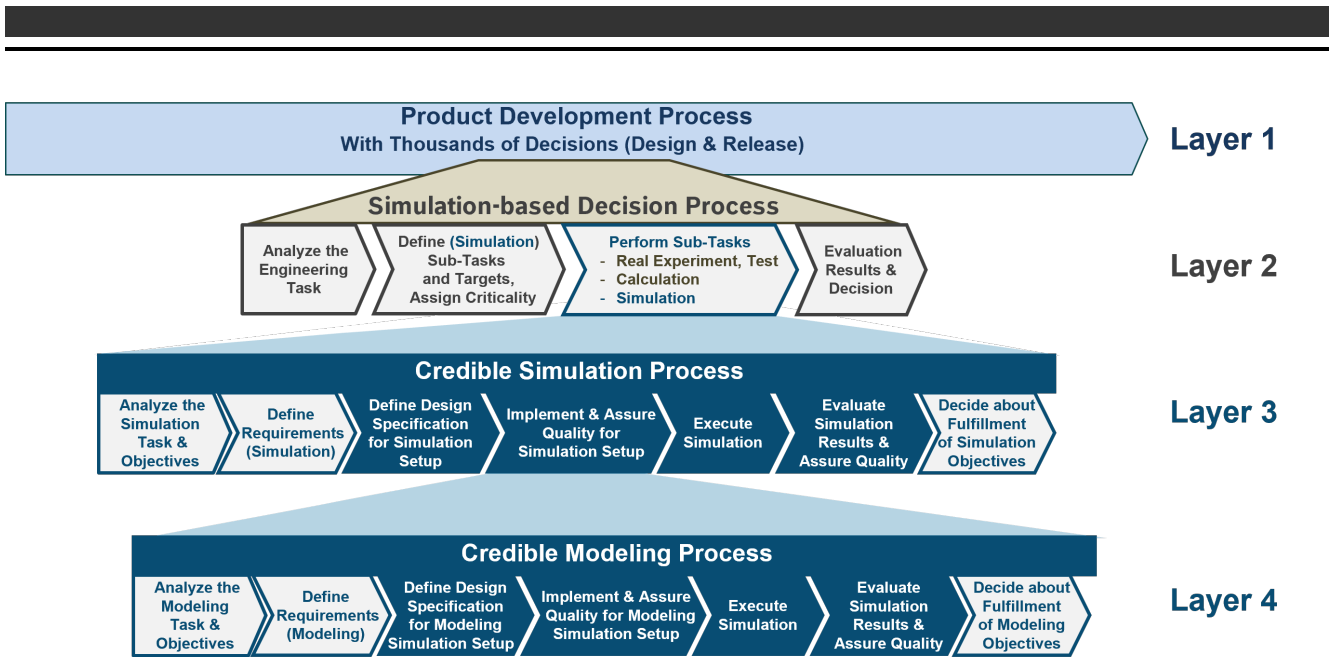 Product Development Process
With Thousands of Decisions (Design & Release)
Layer 1
Simulation-based Decision Process
Analyze the
Engineering
Task
Define (Simulation)
Sub-Tasks
and Targets,
Assign Criticality
Perform Sub-Tasks
- Real Experiment, Test
- Calculation
- Simulation
Evaluation
Results &
Decision
Layer 2
Credible Simulation Process
Analyze the
Simulation
Task &
Objectives
Define
Requirements
(Simulation)
Define Design
Specification
for Simulation
Setup
Implement & Assure
Quality for
Simulation Setup
Execute
Simulation
Evaluate
Simulation
Results &
Assure Quality
Decide about
Fulfillment
of Simulation
Objectives
Layer 3
Credible Modeling Process
Analyze the
Modeling
Task &
Objectives
Define
Requirements
(Modeling)
Define Design
Specification
for Modeling
Simulation Setup
Implement & Assure
Quality for Modeling
Simulation Setup
Execute
Simulation
Evaluate
Simulation
Results &
Assure Quality
Decide about
Fulfillment
of Modeling
Objectives
Layer 4